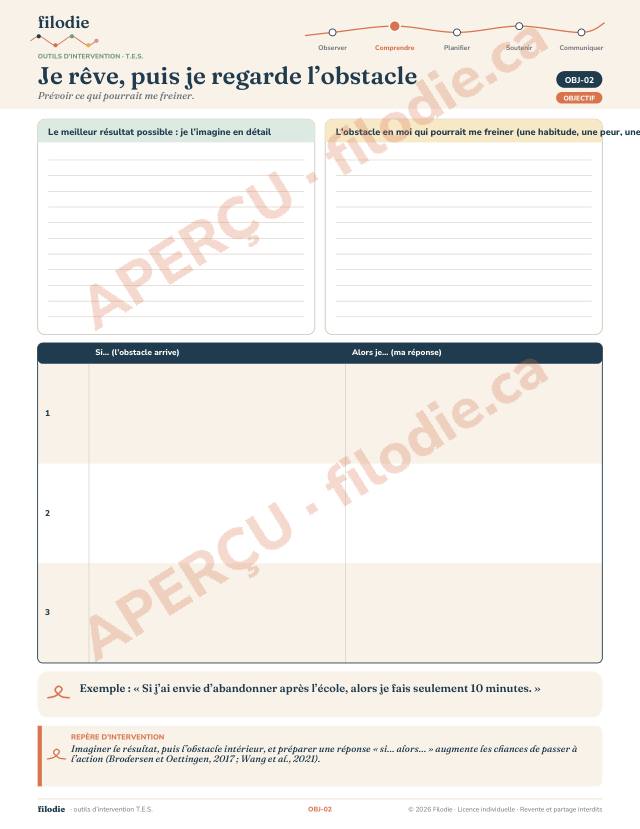 filodie
OUTILS D'INTERVENTION · T.E.S.
Observer Comprendre Planifier Soutenir Communiquer
Je rêve, puis je regarde l'obstacle
Prévoir ce qui pourrait me freiner.
OBJ-02
OBJECTIF
Le meilleur résultat possible : je l'imagine en détail
L'obstacle en moi qui pourrait me freiner (une habitude, une peur, une
APERÇU · filodie.ca
Si... (l'obstacle arrive) Alors je... (ma réponse)
1
2
3
APERÇU · filodie.ca
Exemple : « Si j'ai envie d'abandonner après l'école, alors je fais seulement 10 minutes. »
REPÈRE D'INTERVENTION
Imaginer le résultat, puis l'obstacle intérieur, et préparer une réponse « si... alors... » augmente les chances de passer à
l'action (Brodersen et Oettingen, 2017 ; Wang et al., 2021).
filodie · outils d'intervention T.E.S. OBJ-02 © 2026 Filodie · Licence individuelle · Revente et partage interdits